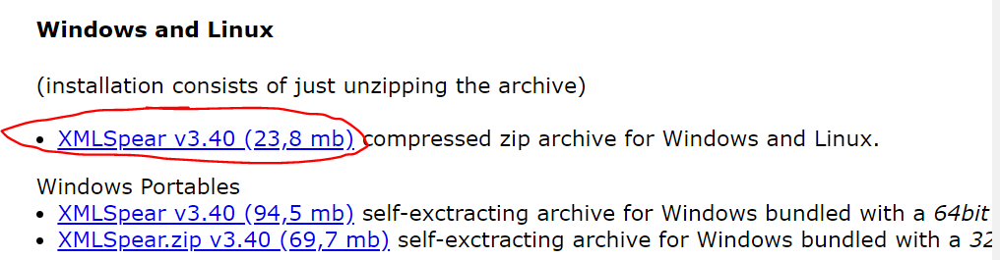 Windows and Linux
(installation consists of just unzipping the archive)
• XMLSpear v3.40 (23,8 mb) compressed zip archive for Windows and Linux.
Windows Portables
• XMLSpear v3.40 (94,5 mb) self-exctracting archive for Windows bundled with a 64bit
• XMLSpear.zip v3.40 (69,7 mb) self-exctracting archive for Windows bundled with a 32